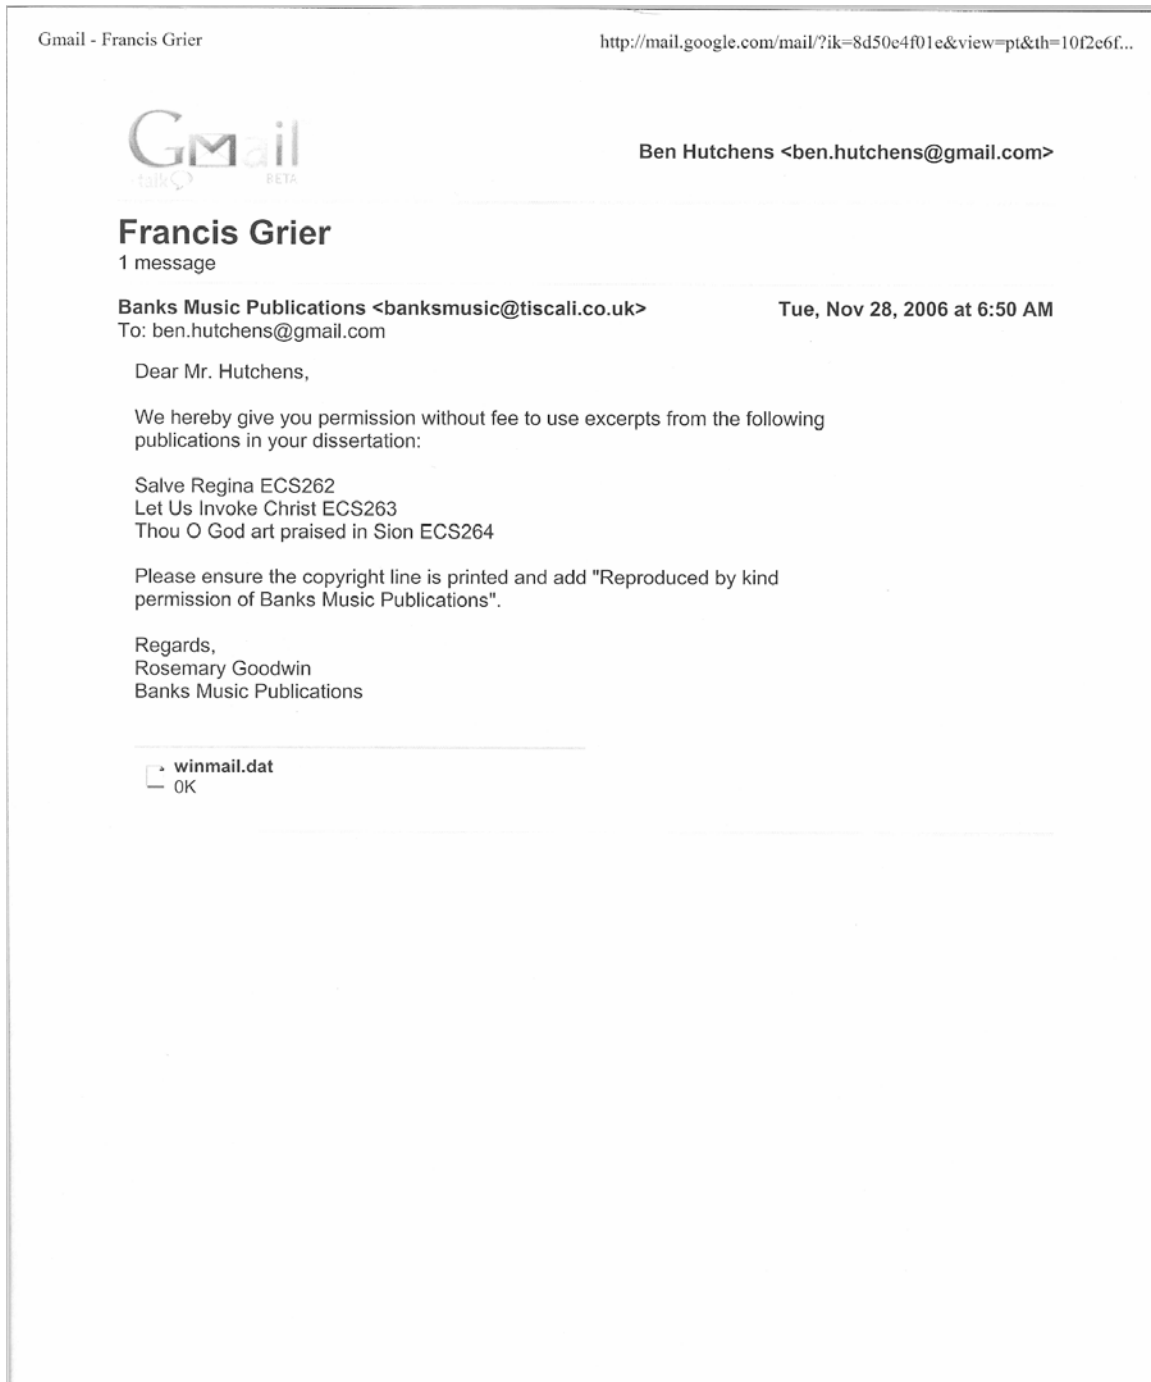 Gmail - Francis Grier
http://mail.google.com/mail/?ik=8d50e4f01e&view=pt&th=10f2e6f...
Gmail
talk BETA
Ben Hutchens <ben.hutchens@gmail.com>
Francis Grier
1 message
Banks Music Publications <banksmusic@tiscali.co.uk>
Tue, Nov 28, 2006 at 6:50 AM
To: ben.hutchens@gmail.com
Dear Mr. Hutchens,
We hereby give you permission without fee to use excerpts from the following
publications in your dissertation:
Salve Regina ECS262
Let Us Invoke Christ ECS263
Thou O God art praised in Sion ECS264
Please ensure the copyright line is printed and add "Reproduced by kind
permission of Banks Music Publications".
Regards,
Rosemary Goodwin
Banks Music Publications
winmail.dat
0K